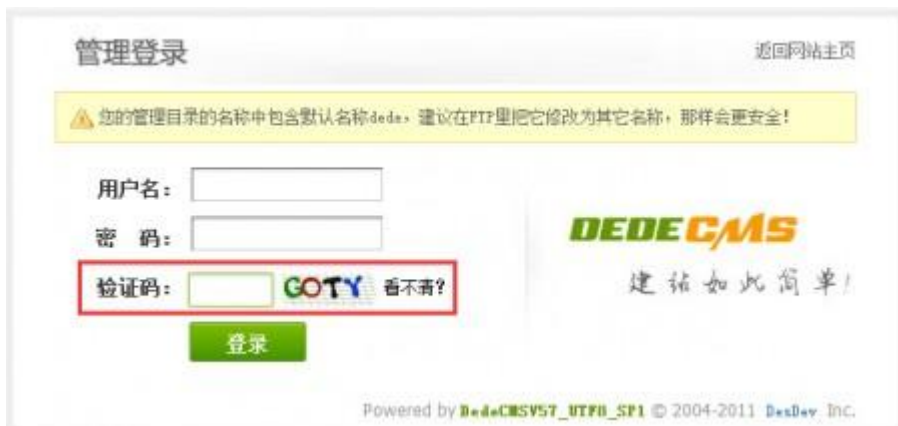 管理登录
返回网站主页
您的管理目录的名称中包含默认名称dede，建议在FTP里把它修改为其它名称，那样会更安全！
用户名：
密 码：
DEDECMS
建站如此简单！
验证码： GOTY 看不清？
登录
Powered by DedeCMSV57_UTF8_SP1 © 2004-2011 DesDev Inc.